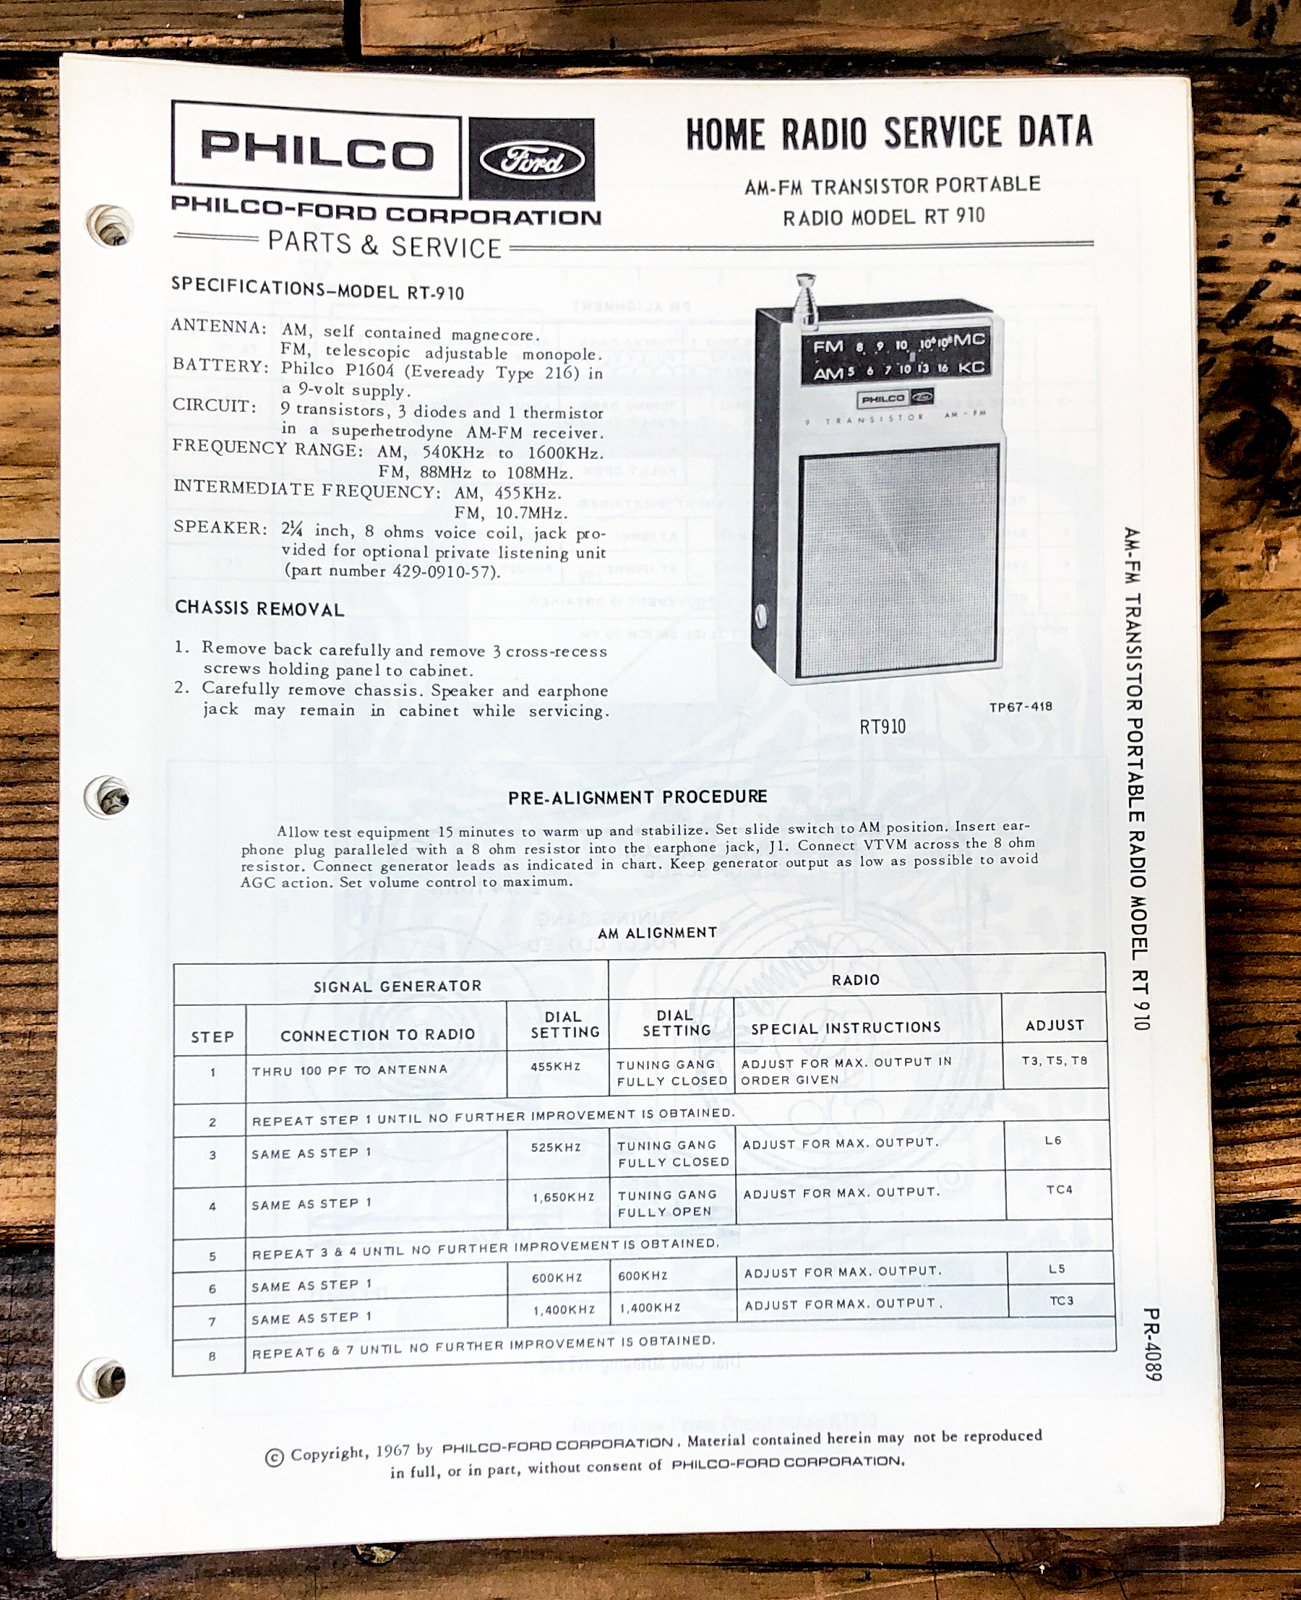 PHILCO
Ford
PHILCO-FORD CORPORATION
PARTS & SERVICE
HOME RADIO SERVICE DATA
AM-FM TRANSISTOR PORTABLE
RADIO MODEL RT 910
SPECIFICATIONS–MODEL RT-910
ANTENNA: AM, self contained magnecore.
FM, telescopic adjustable monopole.
BATTERY: Philco P1604 (Eveready Type 216) in
a 9-volt supply.
CIRCUIT: 9 transistors, 3 diodes and 1 thermistor
in a superhetrodyne AM-FM receiver.
FREQUENCY RANGE: AM, 540KHz to 1600KHz.
FM, 88MHz to 108MHz.
INTERMEDIATE FREQUENCY: AM, 455KHz.
FM, 10.7MHz.
SPEAKER: 2¼ inch, 8 ohms voice coil, jack pro-
vided for optional private listening unit
(part number 429-0910-57).
CHASSIS REMOVAL
1. Remove back carefully and remove 3 cross-recess
screws holding panel to cabinet.
2. Carefully remove chassis. Speaker and earphone
jack may remain in cabinet while servicing.
FM 8 9 10 10⁶ 10⁸ MC
AM 5 6 7 10 13 16 KC
PHILCO Ford
9 TRANSISTOR AM-FM
TP67-418
RT910
PRE-ALIGNMENT PROCEDURE
Allow test equipment 15 minutes to warm up and stabilize. Set slide switch to AM position. Insert ear-
phone plug paralleled with a 8 ohm resistor into the earphone jack, J1. Connect VTVM across the 8 ohm
resistor. Connect generator leads as indicated in chart. Keep generator output as low as possible to avoid
AGC action. Set volume control to maximum.
AM ALIGNMENT
SIGNAL GENERATOR RADIO
STEP CONNECTION TO RADIO DIAL SETTING DIAL SETTING SPECIAL INSTRUCTIONS ADJUST
1 THRU 100 PF TO ANTENNA 455KHZ TUNING GANG FULLY CLOSED ADJUST FOR MAX. OUTPUT IN ORDER GIVEN T3, T5, T8
2 REPEAT STEP 1 UNTIL NO FURTHER IMPROVEMENT IS OBTAINED.
3 SAME AS STEP 1 525KHZ TUNING GANG FULLY CLOSED ADJUST FOR MAX. OUTPUT. L6
4 SAME AS STEP 1 1,650KHZ TUNING GANG FULLY OPEN ADJUST FOR MAX. OUTPUT. TC4
5 REPEAT 3 & 4 UNTIL NO FURTHER IMPROVEMENT IS OBTAINED.
6 SAME AS STEP 1 600KHZ 600KHZ ADJUST FOR MAX. OUTPUT. L5
7 SAME AS STEP 1 1,400KHZ 1,400KHZ ADJUST FOR MAX. OUTPUT. TC3
8 REPEAT 6 & 7 UNTIL NO FURTHER IMPROVEMENT IS OBTAINED.
© Copyright, 1967 by PHILCO-FORD CORPORATION. Material contained herein may not be reproduced
in full, or in part, without consent of PHILCO-FORD CORPORATION.
AM-FM TRANSISTOR PORTABLE RADIO MODEL RT 910
PR-4089